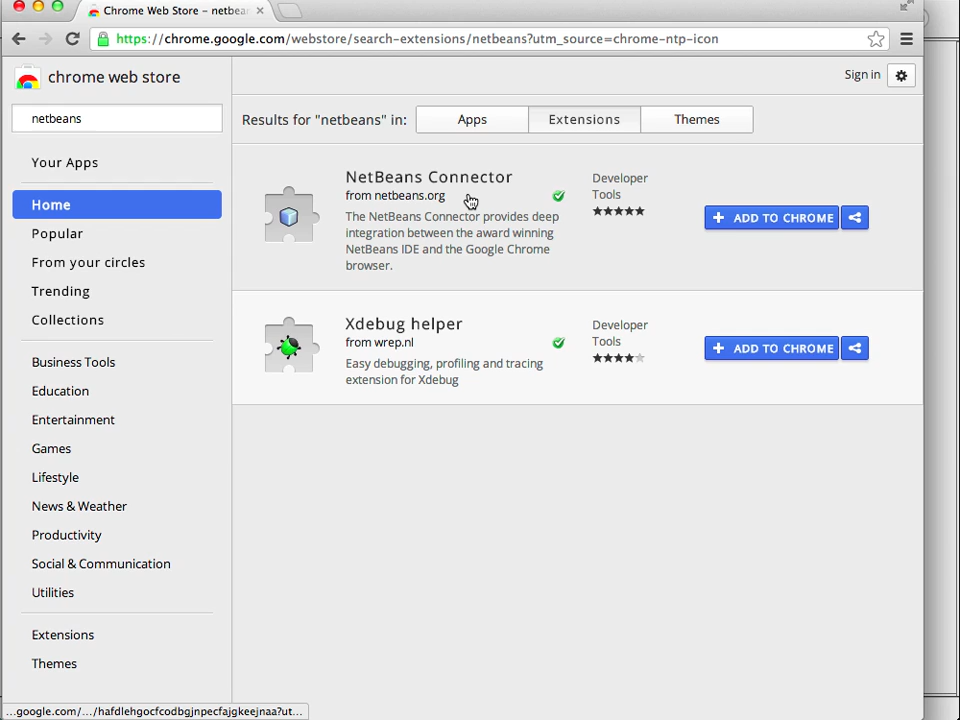 Chrome Web Store – netbea
https://chrome.google.com/webstore/search-extensions/netbeans?utm_source=chrome-ntp-icon
chrome web store
Sign in
netbeans
Results for "netbeans" in:
Apps
Extensions
Themes
Your Apps
Home
Popular
From your circles
Trending
Collections
Business Tools
Education
Entertainment
Games
Lifestyle
News & Weather
Productivity
Social & Communication
Utilities
Extensions
Themes
NetBeans Connector
from netbeans.org
The NetBeans Connector provides deep
integration between the award winning
NetBeans IDE and the Google Chrome
browser.
Developer
Tools
ADD TO CHROME
Xdebug helper
from wrep.nl
Easy debugging, profiling and tracing
extension for Xdebug
Developer
Tools
ADD TO CHROME
...google.com/.../hafdlehgocfcodbgjnpecfajgkeejnaa?ut...